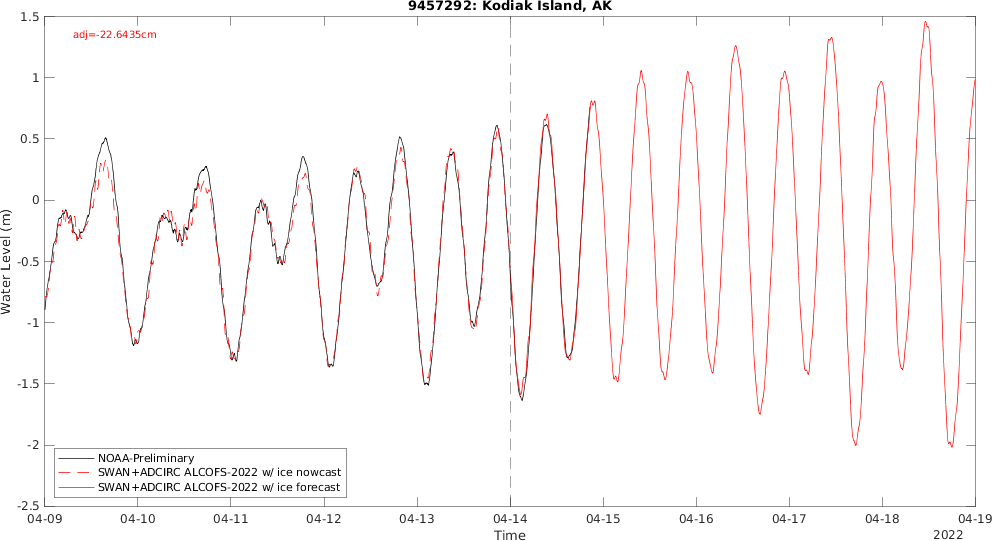 9457292: Kodiak Island, AK
adj=-22.6435cm
1.5
1
0.5
0
-0.5
-1
-1.5
-2
-2.5
Water Level (m)
NOAA-Preliminary
SWAN+ADCIRC ALCOFS-2022 w/ ice nowcast
SWAN+ADCIRC ALCOFS-2022 w/ ice forecast
04-09 04-10 04-11 04-12 04-13 04-14 04-15 04-16 04-17 04-18 04-19
Time
2022